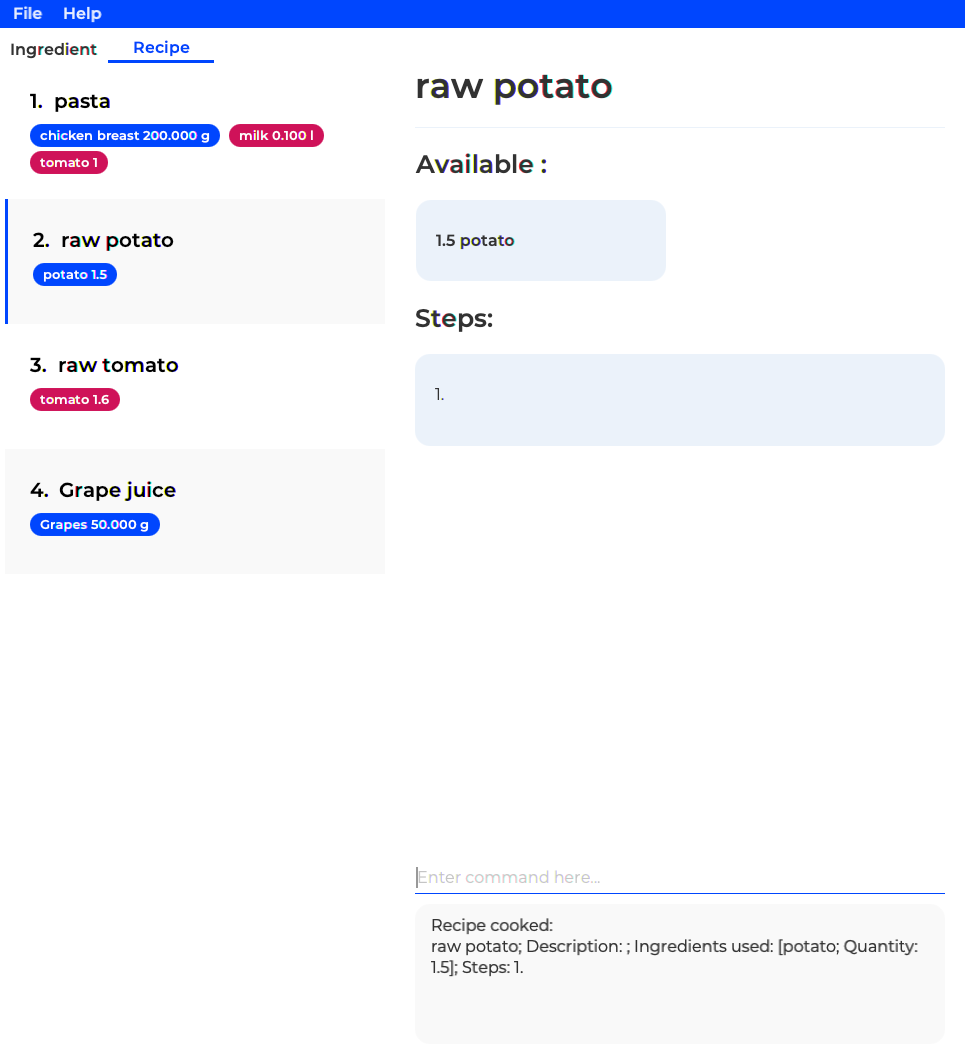 File Help
Ingredient Recipe
1. pasta
chicken breast 200.000 g milk 0.100 l
tomato 1
2. raw potato
potato 1.5
3. raw tomato
tomato 1.6
4. Grape juice
Grapes 50.000 g
raw potato
Available :
1.5 potato
Steps:
1.
Enter command here...
Recipe cooked:
raw potato; Description: ; Ingredients used: [potato; Quantity:
1.5]; Steps: 1.